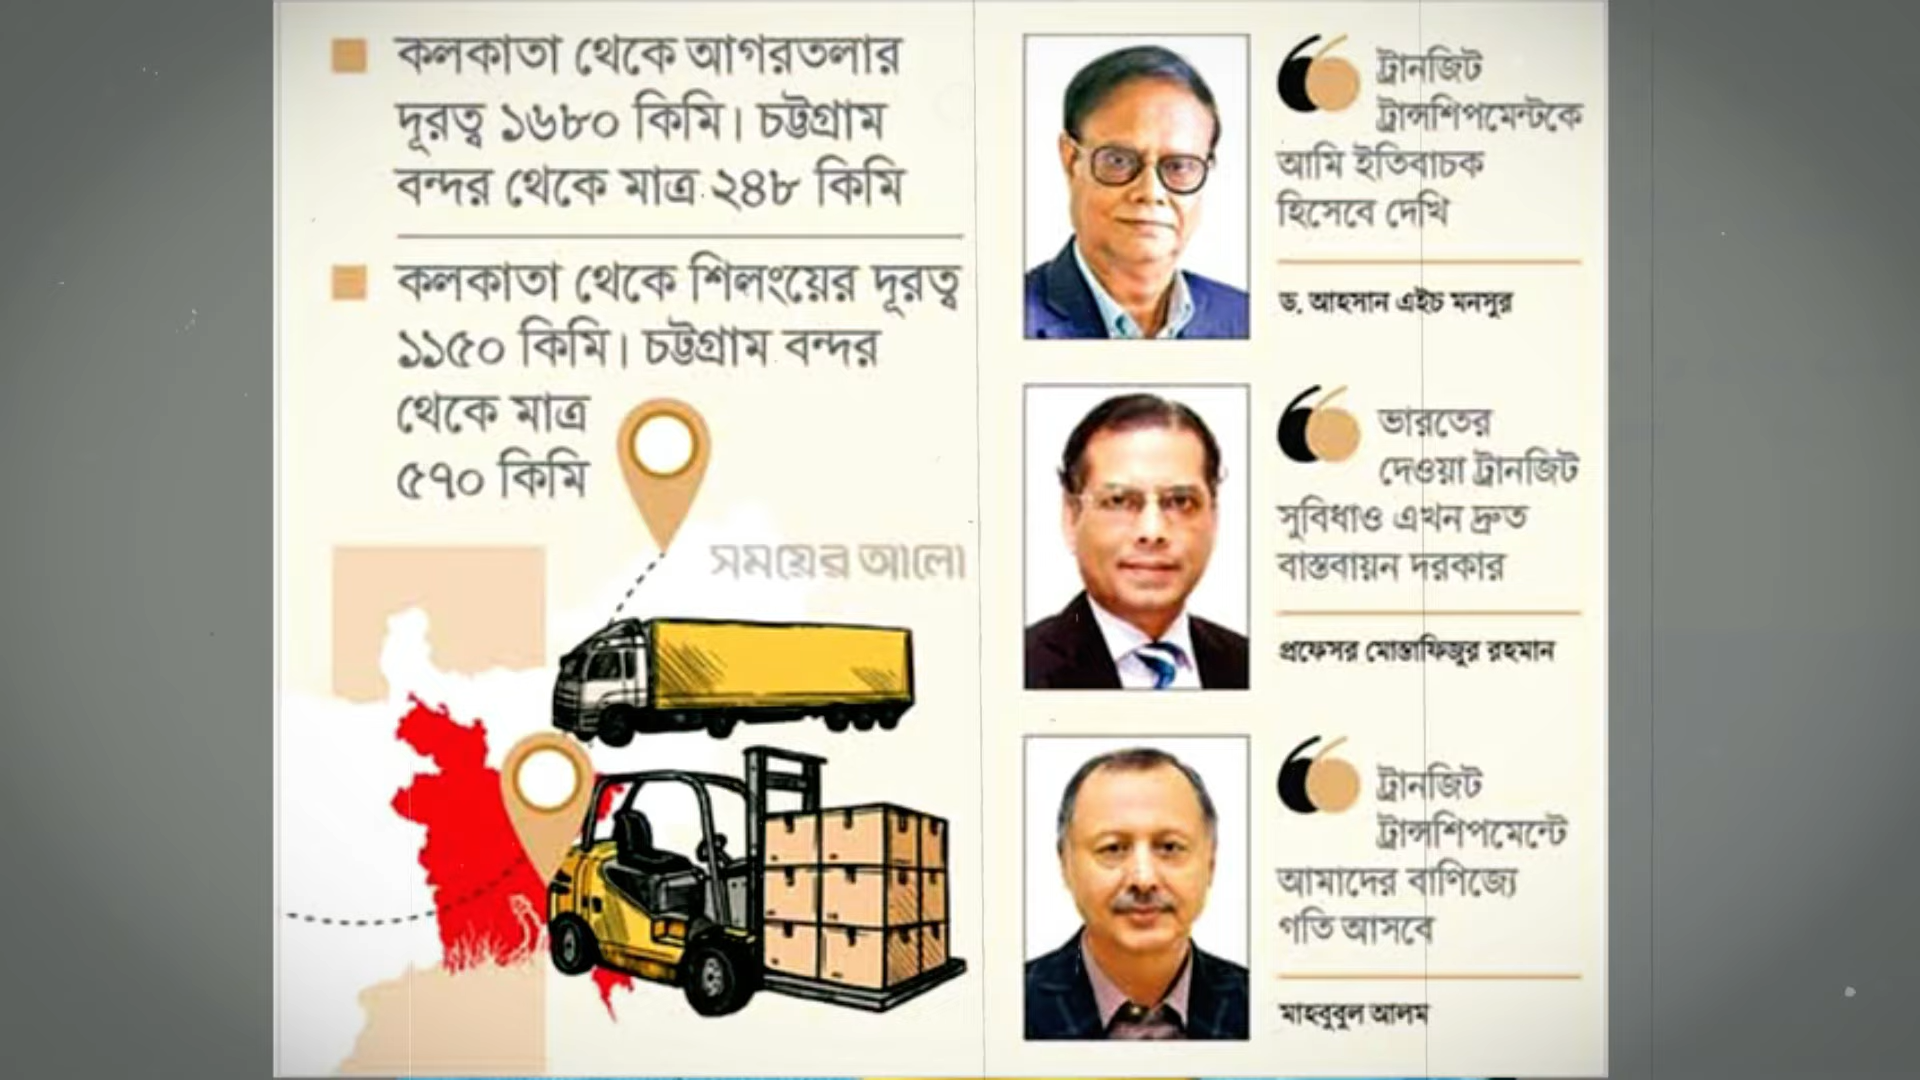 কলকাতা থেকে আগরতলার
দূরত্ব ১৬৮০ কিমি। চট্টগ্রাম
বন্দর থেকে মাত্র ২৪৮ কিমি
কলকাতা থেকে শিলংয়ের দূরত্ব
১১৫০ কিমি। চট্টগ্রাম বন্দর
থেকে মাত্র
৫৭০ কিমি
সময়ের আলো
ট্রানজিট
ট্রান্সশিপমেন্টকে
আমি ইতিবাচক
হিসেবে দেখি
ড. আহসান এইচ মনসুর
ভারতের
দেওয়া ট্রানজিট
সুবিধাও এখন দ্রুত
বাস্তবায়ন দরকার
প্রফেসর মোস্তাফিজুর রহমান
ট্রানজিট
ট্রান্সশিপমেন্টে
আমাদের বাণিজ্যে
গতি আসবে
মাহবুবুল আলম